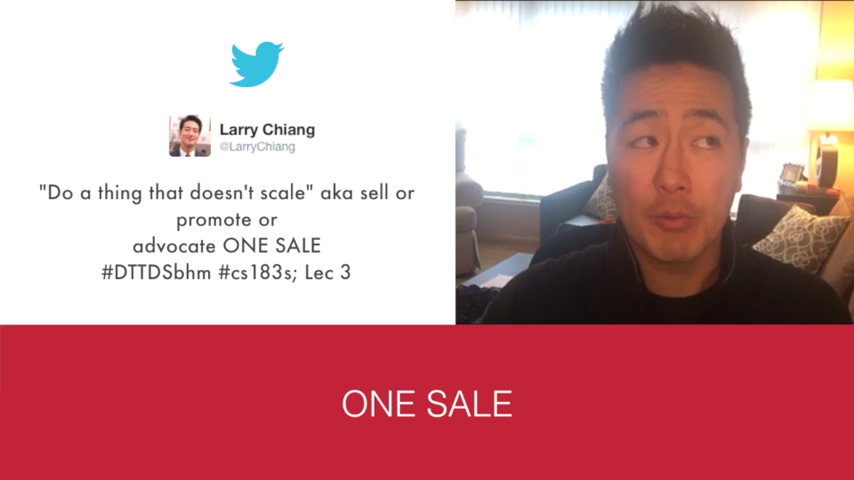 Larry Chiang
@LarryChiang
"Do a thing that doesn't scale" aka sell or
promote or
advocate ONE SALE
#DTTDSbhm #cs183s; Lec 3
ONE SALE